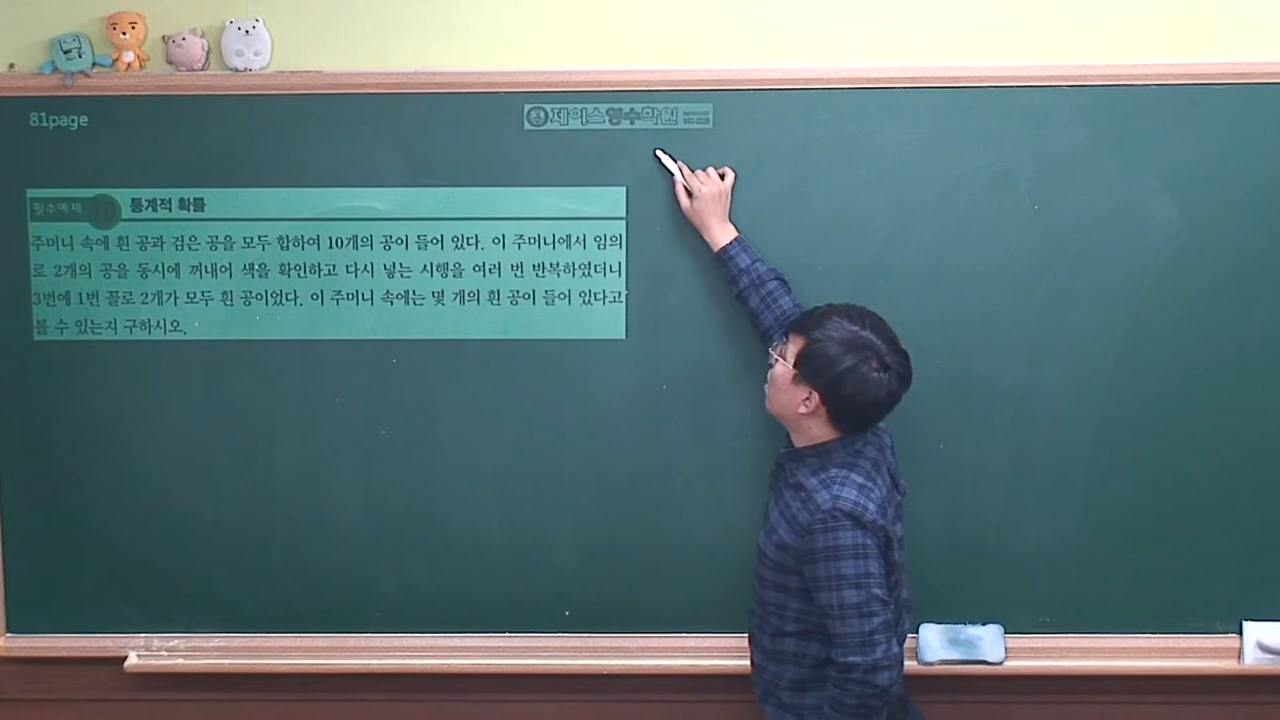 81page
제이스영수학원
필수예제 통계적 확률
주머니 속에 흰 공과 검은 공을 모두 합하여 10개의 공이 들어 있다. 이 주머니에서 임의
로 2개의 공을 동시에 꺼내어 색을 확인하고 다시 넣는 시행을 여러 번 반복하였더니
3번에 1번 꼴로 2개가 모두 흰 공이었다. 이 주머니 속에는 몇 개의 흰 공이 들어 있다고
볼 수 있는지 구하시오.